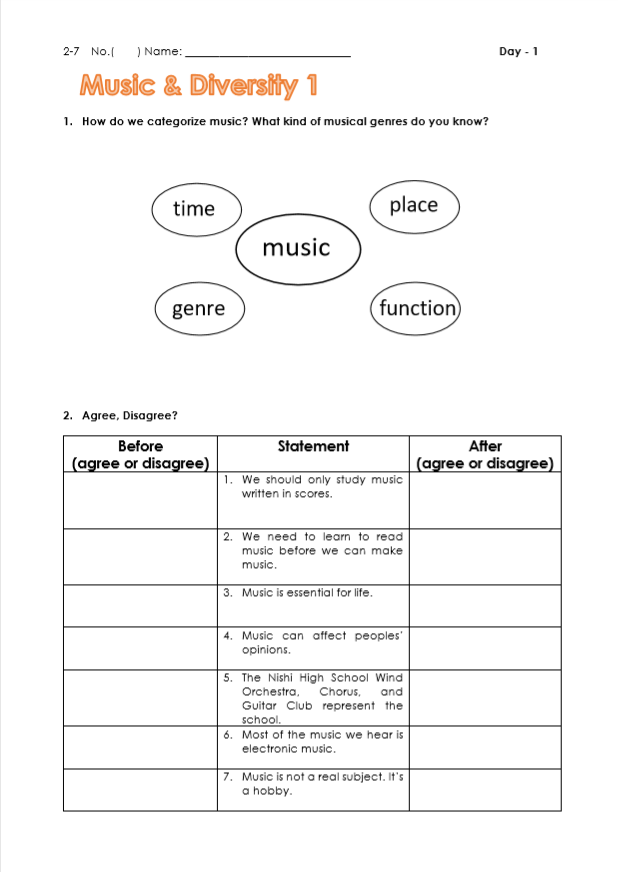 2-7 No.( ) Name: ___________________________ Day - 1
Music & Diversity 1
1. How do we categorize music? What kind of musical genres do you know?
time
place
music
genre
function
2. Agree, Disagree?
Before
(agree or disagree)
Statement
After
(agree or disagree)
1. We should only study music
written in scores.
2. We need to learn to read
music before we can make
music.
3. Music is essential for life.
4. Music can affect peoples'
opinions.
5. The Nishi High School Wind
Orchestra, Chorus, and
Guitar Club represent the
school.
6. Most of the music we hear is
electronic music.
7. Music is not a real subject. It's
a hobby.